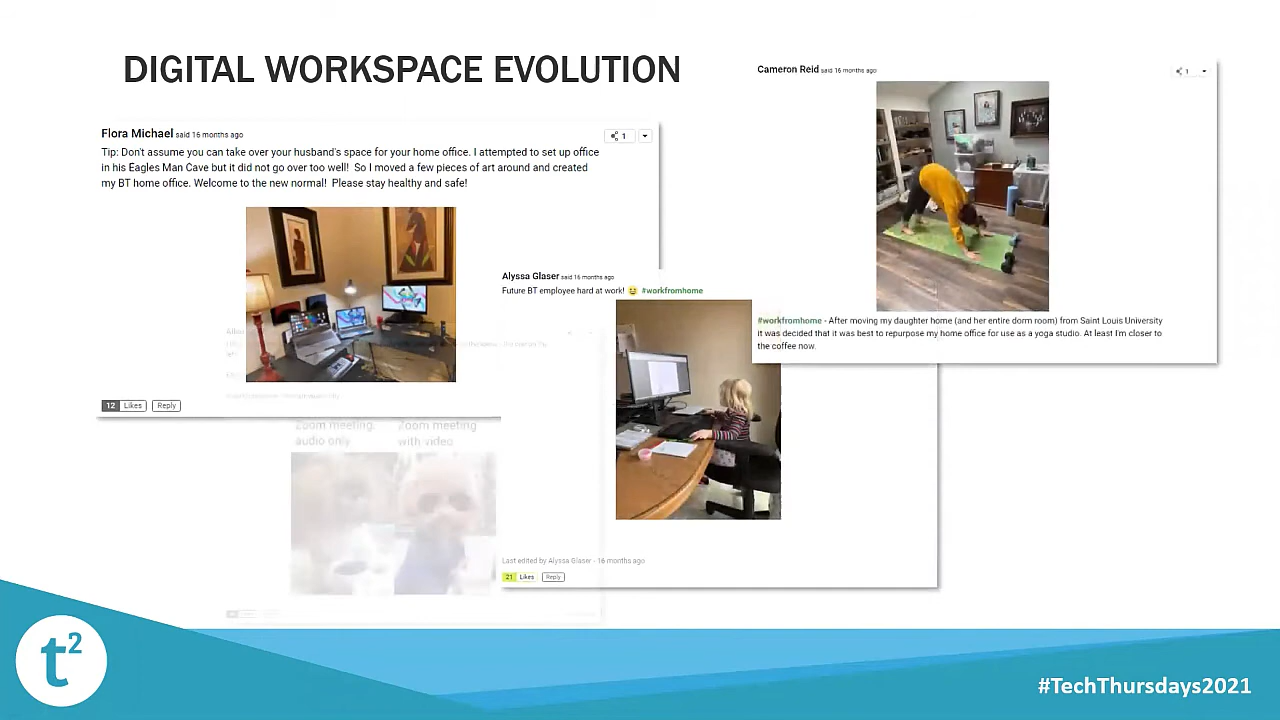 DIGITAL WORKSPACE EVOLUTION
Flora Michael said 16 months ago
1
Tip: Don't assume you can take over your husband's space for your home office. I attempted to set up office
in his Eagles Man Cave but it did not go over too well! So I moved a few pieces of art around and created
my BT home office. Welcome to the new normal! Please stay healthy and safe!
12 Likes Reply
Zoom meeting, Zoom meeting
audio only with video
Alyssa Glaser said 16 months ago
Future BT employee hard at work! 😆 #workfromhome
Last edited by Alyssa Glaser - 16 months ago
21 Likes Reply
Cameron Reid said 16 months ago
1
#workfromhome - After moving my daughter home (and her entire dorm room) from Saint Louis University
it was decided that it was best to repurpose my home office for use as a yoga studio. At least I'm closer to
the coffee now.
t2
#TechThursdays2021